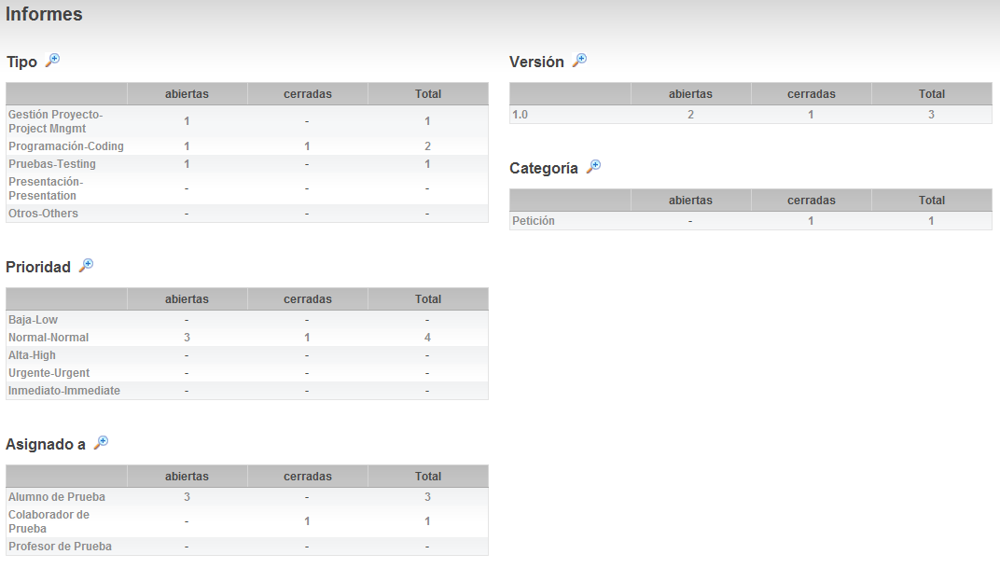 Informes
Tipo
abiertas cerradas Total
Gestión Proyecto-
Project Mngmt 1 - 1
Programación-Coding 1 1 2
Pruebas-Testing 1 - 1
Presentación-
Presentation - - -
Otros-Others - - -
Prioridad
abiertas cerradas Total
Baja-Low - - -
Normal-Normal 3 1 4
Alta-High - - -
Urgente-Urgent - - -
Inmediato-Immediate - - -
Asignado a
abiertas cerradas Total
Alumno de Prueba 3 - 3
Colaborador de
Prueba - 1 1
Profesor de Prueba - - -
Versión
abiertas cerradas Total
1.0 2 1 3
Categoría
abiertas cerradas Total
Petición - 1 1